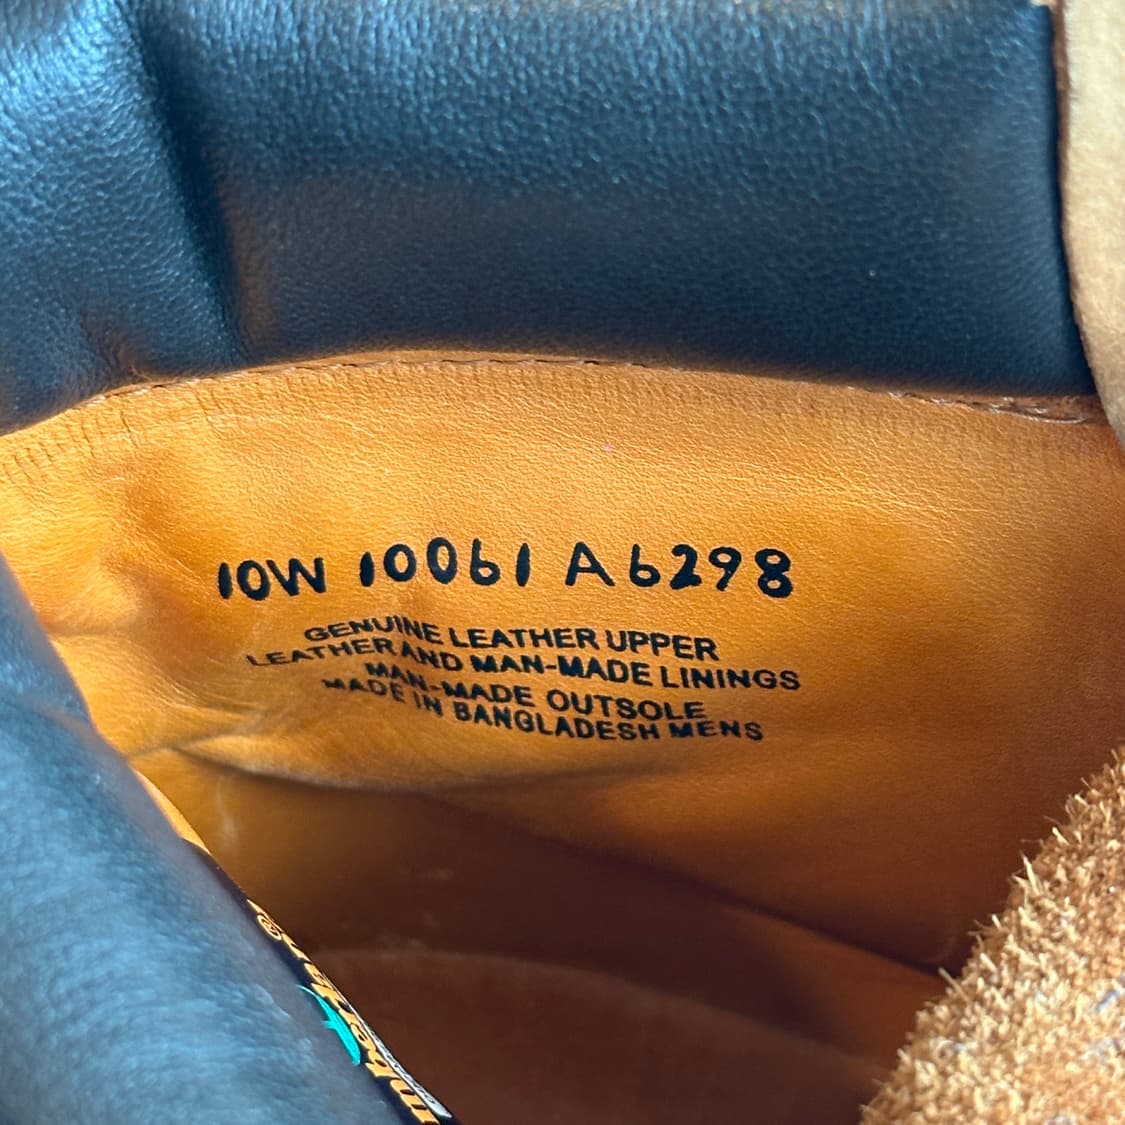 10W 10061 A6298
GENUINE LEATHER UPPER
LEATHER AND MAN-MADE LININGS
MAN-MADE OUTSOLE
MADE IN BANGLADESH MENS